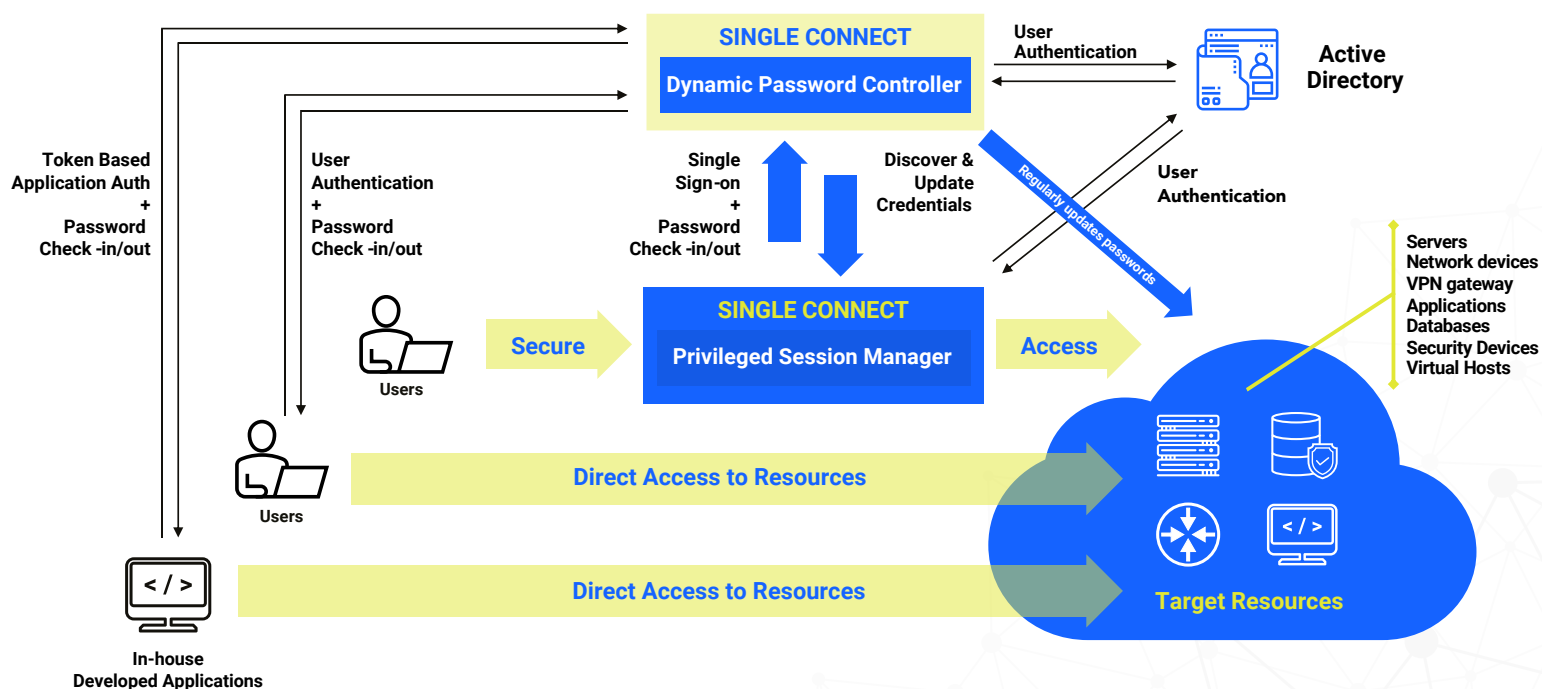 SINGLE CONNECT
Dynamic Password Controller
User
Authentication
Active
Directory
Token Based
Application Auth
+
Password
Check -in/out
User
Authentication
+
Password
Check -in/out
Single
Sign-on
+
Password
Check -in/out
Discover &
Update
Credentials
Regularly updates passwords
User
Authentication
Servers
Network devices
VPN gateway
Applications
Databases
Security Devices
Virtual Hosts
Users
Secure
SINGLE CONNECT
Privileged Session Manager
Access
Users
Direct Access to Resources
< / >
In-house
Developed Applications
Direct Access to Resources
< / >
Target Resources